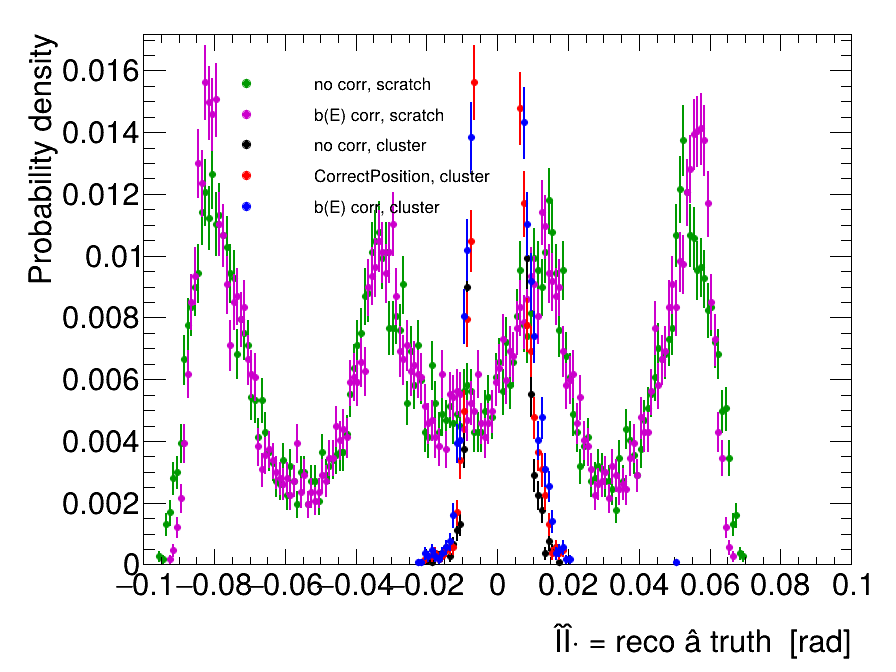 Probability density
0.016
0.014
0.012
0.01
0.008
0.006
0.004
0.002
0
no corr, scratch
b(E) corr, scratch
no corr, cluster
CorrectPosition, cluster
b(E) corr, cluster
−0.1 −0.08 −0.06 −0.04 −0.02 0 0.02 0.04 0.06 0.08 0.1
ÎÎ· = reco â truth [rad]